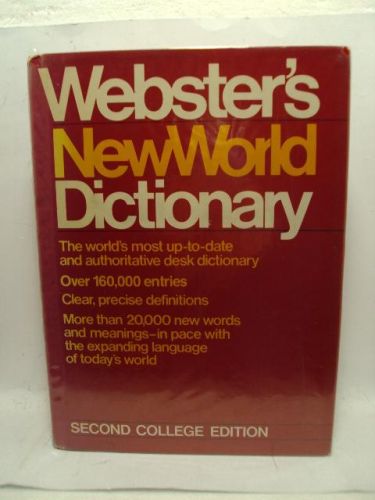 Webster's
NewWorld
Dictionary
The world's most up-to-date
and authoritative desk dictionary
Over 160,000 entries
Clear, precise definitions
More than 20,000 new words
and meanings–in pace with
the expanding language
of today's world
SECOND COLLEGE EDITION